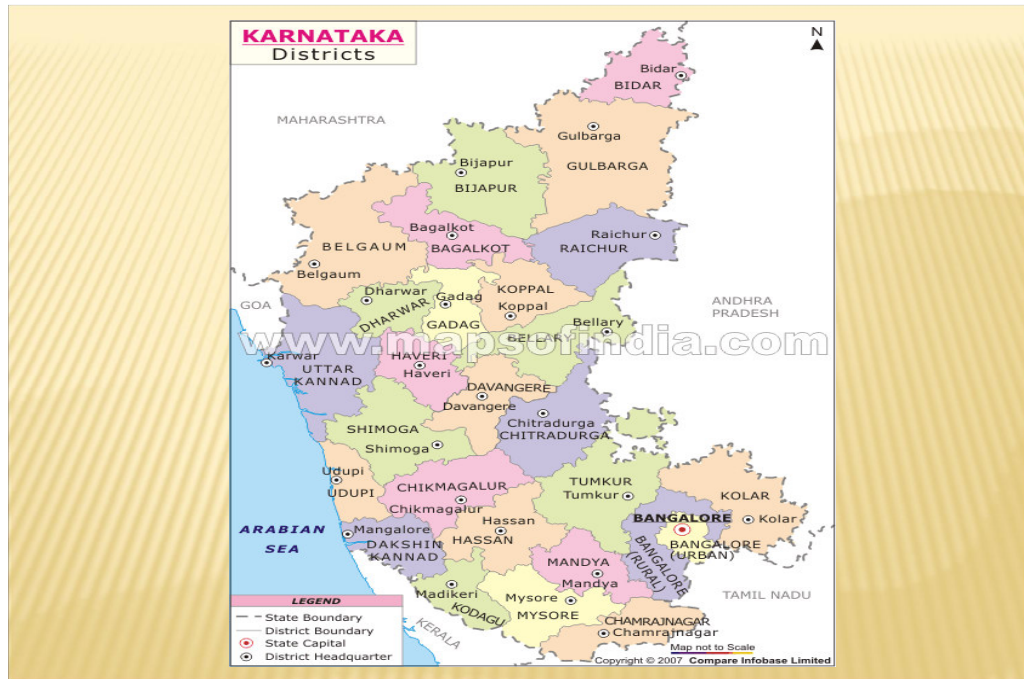 KARNATAKA
Districts
N
Bidar
BIDAR
MAHARASHTRA
Gulbarga
GULBARGA
Bijapur
BIJAPUR
Bagalkot
BAGALKOT
Raichur
RAICHUR
BELGAUM
Belgaum
Dharwar
DHARWAR
Gadag
GADAG
KOPPAL
Koppal
GOA
ANDHRA
PRADESH
Bellary
BELLARY
www.mapsofindia.com
Karwar
UTTAR
KANNAD
HAVERI
Haveri
DAVANGERE
Davangere
Chitradurga
CHITRADURGA
SHIMOGA
Shimoga
Udupi
UDUPI
CHIKMAGALUR
Chikmagalur
TUMKUR
Tumkur
KOLAR
Kolar
ARABIAN
SEA
Mangalore
DAKSHIN
KANNAD
Hassan
HASSAN
BANGALORE
BANGALORE
(URBAN)
BANGALORE
(RURAL)
MANDYA
Mandya
Madikeri
KODAGU
Mysore
MYSORE
TAMIL NADU
CHAMRAJNAGAR
Chamrajnagar
KERALA
LEGEND
State Boundary
District Boundary
State Capital
District Headquarter
Map not to Scale
Copyright © 2007 Compare Infobase Limited